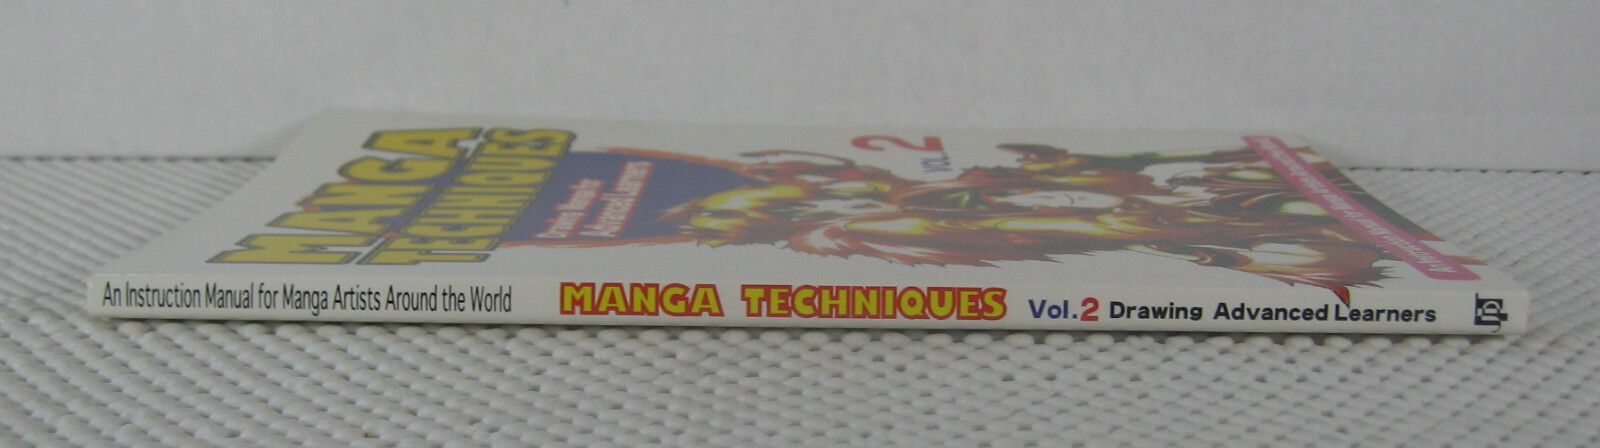 MANGA
TECHNIQUES
Drawing Manga for
Advanced Learners
VOL.2
An Instruction Manual for Manga Artists Around the World MANGA TECHNIQUES Vol.2 Drawing Advanced Learners